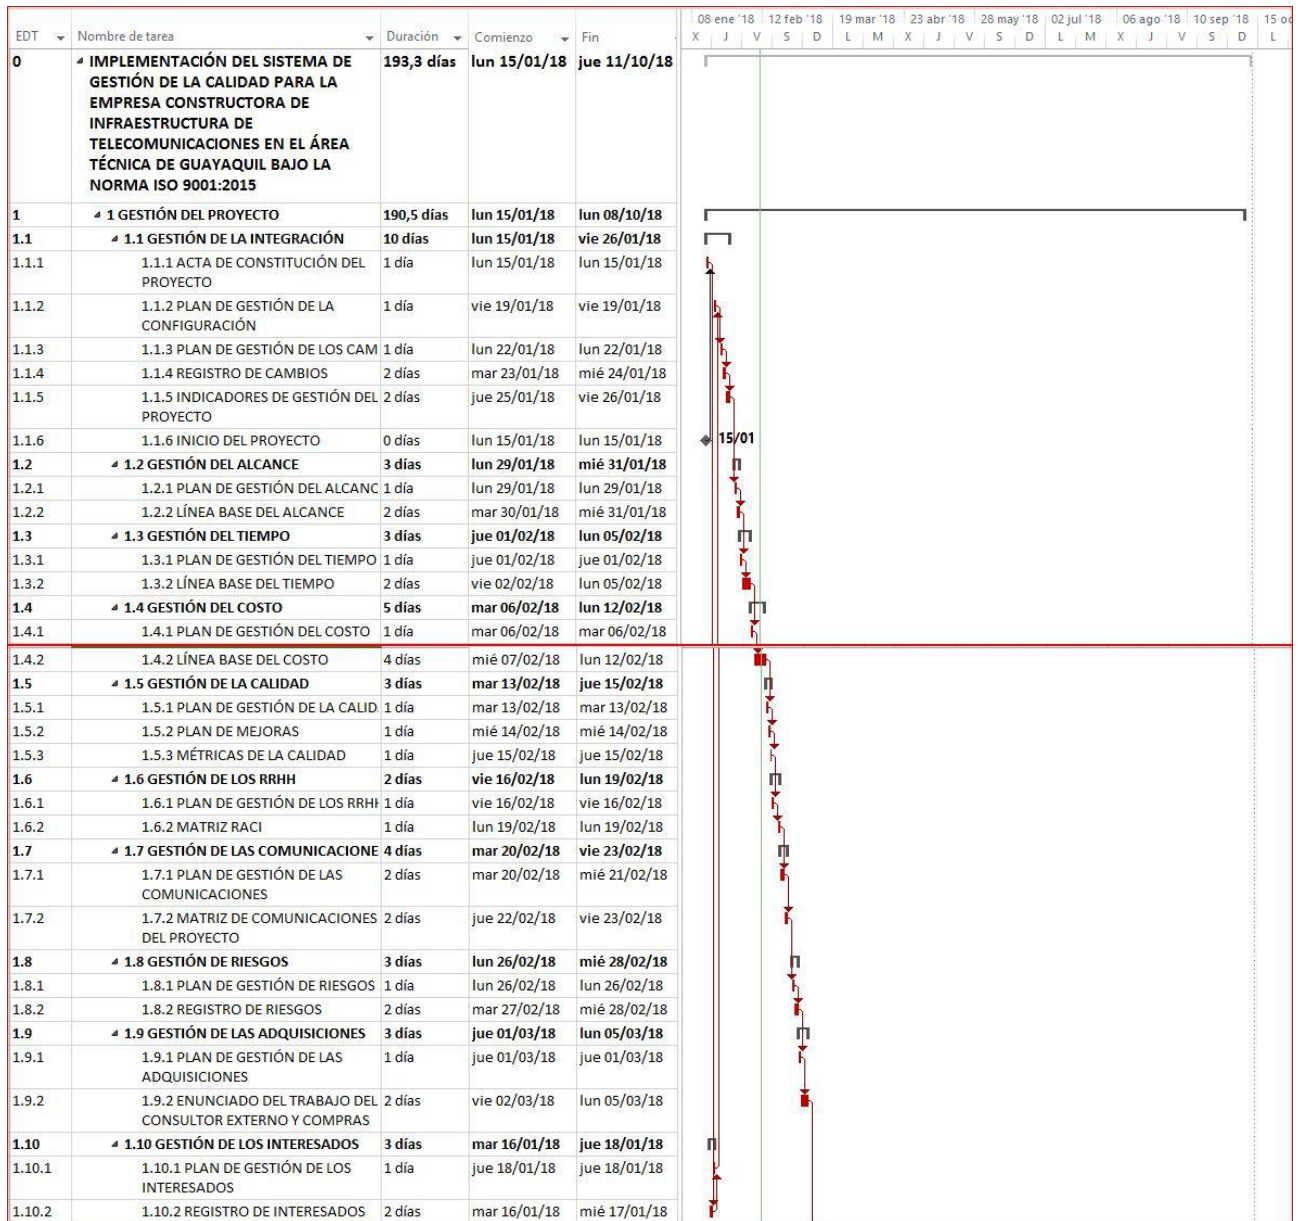 08 ene '18 12 feb '18 19 mar '18 23 abr '18 28 may '18 02 jul '18 06 ago '18 10 sep '18 15 oc
EDT Nombre de tarea Duración Comienzo Fin X J V S D L M X J V S D L M X J V S D L
0 IMPLEMENTACIÓN DEL SISTEMA DE 193,3 días lun 15/01/18 jue 11/10/18
GESTIÓN DE LA CALIDAD PARA LA
EMPRESA CONSTRUCTORA DE
INFRAESTRUCTURA DE
TELECOMUNICACIONES EN EL ÁREA
TÉCNICA DE GUAYAQUIL BAJO LA
NORMA ISO 9001:2015
1 1 GESTIÓN DEL PROYECTO 190,5 días lun 15/01/18 lun 08/10/18
1.1 1.1 GESTIÓN DE LA INTEGRACIÓN 10 días lun 15/01/18 vie 26/01/18
1.1.1 1.1.1 ACTA DE CONSTITUCIÓN DEL 1 día lun 15/01/18 lun 15/01/18
PROYECTO
1.1.2 1.1.2 PLAN DE GESTIÓN DE LA 1 día vie 19/01/18 vie 19/01/18
CONFIGURACIÓN
1.1.3 1.1.3 PLAN DE GESTIÓN DE LOS CAM 1 día lun 22/01/18 lun 22/01/18
1.1.4 1.1.4 REGISTRO DE CAMBIOS 2 días mar 23/01/18 mié 24/01/18
1.1.5 1.1.5 INDICADORES DE GESTIÓN DEL 2 días jue 25/01/18 vie 26/01/18
PROYECTO
1.1.6 1.1.6 INICIO DEL PROYECTO 0 días lun 15/01/18 lun 15/01/18 15/01
1.2 1.2 GESTIÓN DEL ALCANCE 3 días lun 29/01/18 mié 31/01/18
1.2.1 1.2.1 PLAN DE GESTIÓN DEL ALCANC 1 día lun 29/01/18 lun 29/01/18
1.2.2 1.2.2 LÍNEA BASE DEL ALCANCE 2 días mar 30/01/18 mié 31/01/18
1.3 1.3 GESTIÓN DEL TIEMPO 3 días jue 01/02/18 lun 05/02/18
1.3.1 1.3.1 PLAN DE GESTIÓN DEL TIEMPO 1 día jue 01/02/18 jue 01/02/18
1.3.2 1.3.2 LÍNEA BASE DEL TIEMPO 2 días vie 02/02/18 lun 05/02/18
1.4 1.4 GESTIÓN DEL COSTO 5 días mar 06/02/18 lun 12/02/18
1.4.1 1.4.1 PLAN DE GESTIÓN DEL COSTO 1 día mar 06/02/18 mar 06/02/18
1.4.2 1.4.2 LÍNEA BASE DEL COSTO 4 días mié 07/02/18 lun 12/02/18
1.5 1.5 GESTIÓN DE LA CALIDAD 3 días mar 13/02/18 jue 15/02/18
1.5.1 1.5.1 PLAN DE GESTIÓN DE LA CALID 1 día mar 13/02/18 mar 13/02/18
1.5.2 1.5.2 PLAN DE MEJORAS 1 día mié 14/02/18 mié 14/02/18
1.5.3 1.5.3 MÉTRICAS DE LA CALIDAD 1 día jue 15/02/18 jue 15/02/18
1.6 1.6 GESTIÓN DE LOS RRHH 2 días vie 16/02/18 lun 19/02/18
1.6.1 1.6.1 PLAN DE GESTIÓN DE LOS RRHH 1 día vie 16/02/18 vie 16/02/18
1.6.2 1.6.2 MATRIZ RACI 1 día lun 19/02/18 lun 19/02/18
1.7 1.7 GESTIÓN DE LAS COMUNICACIONE 4 días mar 20/02/18 vie 23/02/18
1.7.1 1.7.1 PLAN DE GESTIÓN DE LAS 2 días mar 20/02/18 mié 21/02/18
COMUNICACIONES
1.7.2 1.7.2 MATRIZ DE COMUNICACIONES 2 días jue 22/02/18 vie 23/02/18
DEL PROYECTO
1.8 1.8 GESTIÓN DE RIESGOS 3 días lun 26/02/18 mié 28/02/18
1.8.1 1.8.1 PLAN DE GESTIÓN DE RIESGOS 1 día lun 26/02/18 lun 26/02/18
1.8.2 1.8.2 REGISTRO DE RIESGOS 2 días mar 27/02/18 mié 28/02/18
1.9 1.9 GESTIÓN DE LAS ADQUISICIONES 3 días jue 01/03/18 lun 05/03/18
1.9.1 1.9.1 PLAN DE GESTIÓN DE LAS 1 día jue 01/03/18 jue 01/03/18
ADQUISICIONES
1.9.2 1.9.2 ENUNCIADO DEL TRABAJO DEL 2 días vie 02/03/18 lun 05/03/18
CONSULTOR EXTERNO Y COMPRAS
1.10 1.10 GESTIÓN DE LOS INTERESADOS 3 días mar 16/01/18 jue 18/01/18
1.10.1 1.10.1 PLAN DE GESTIÓN DE LOS 1 día jue 18/01/18 jue 18/01/18
INTERESADOS
1.10.2 1.10.2 REGISTRO DE INTERESADOS 2 días mar 16/01/18 mié 17/01/18